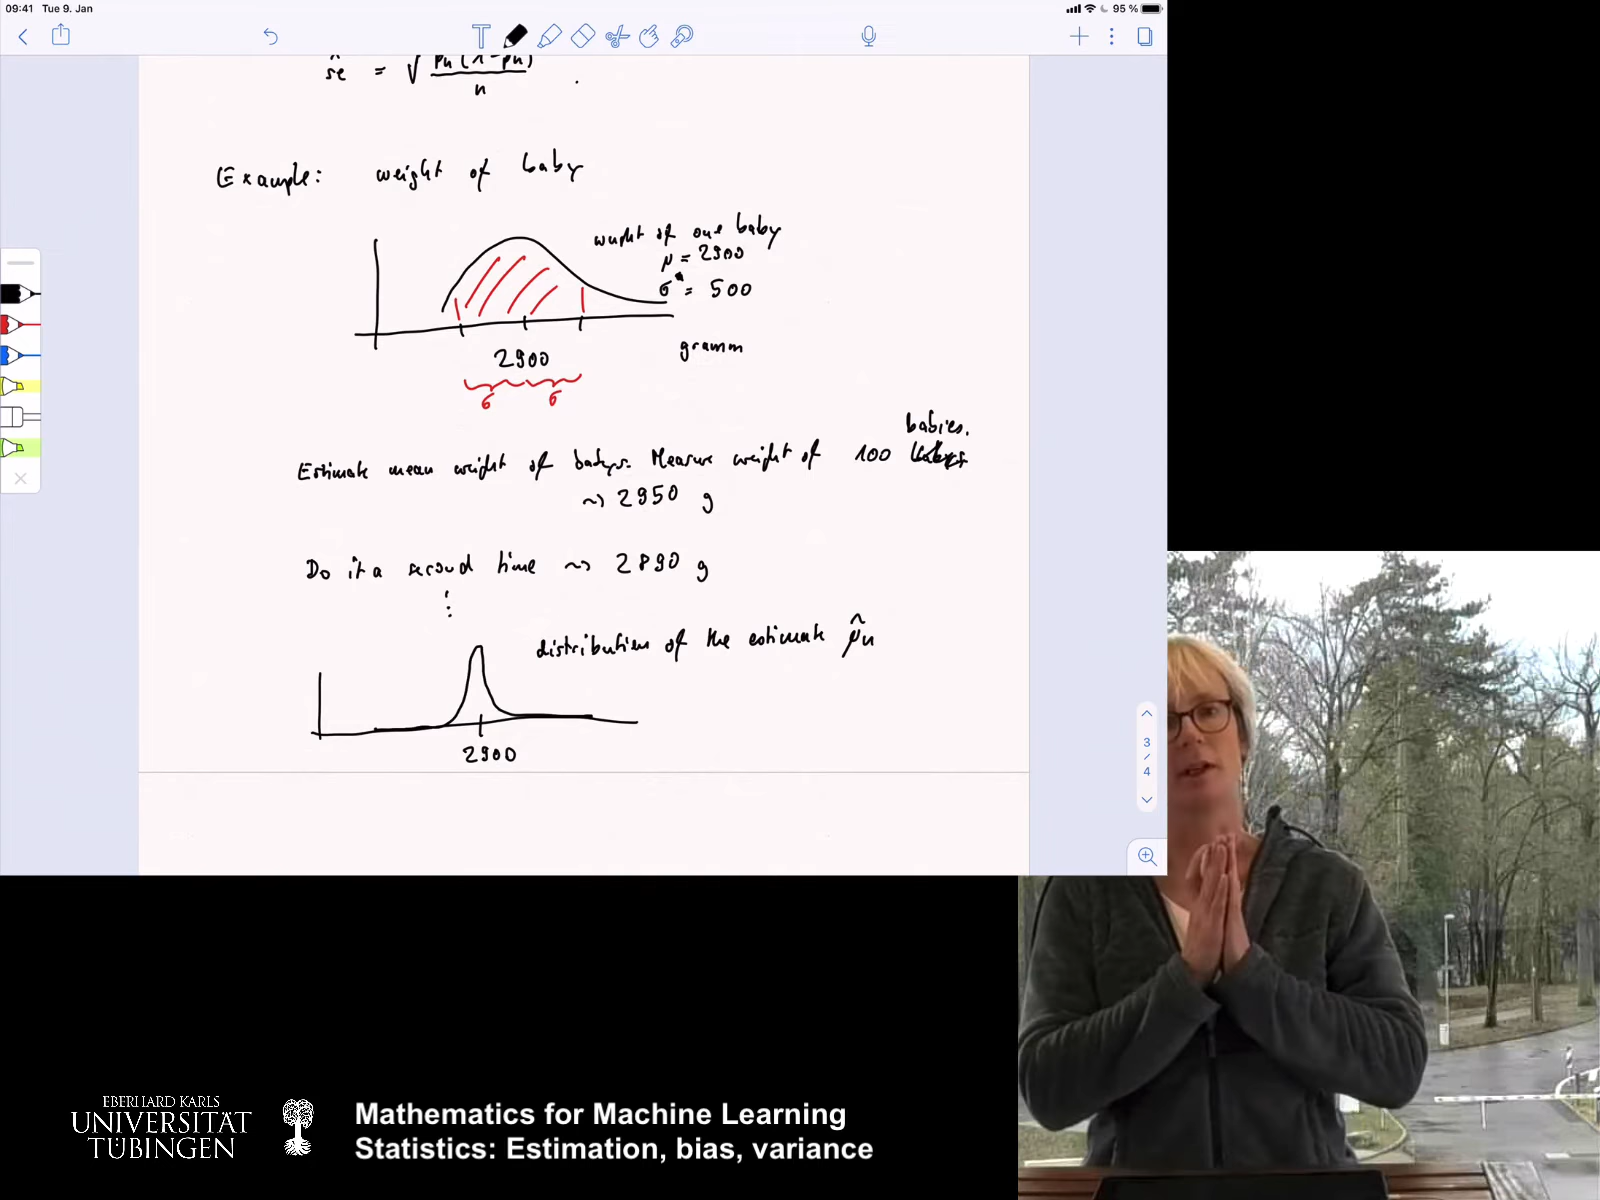 09:41 Tue 9. Jan
95 %
T
ŝe = √ p̂n (1-p̂n) / n .
Example: weight of baby
weight of one baby
μ = 2900
σ = 500
2900
gramm
σ σ
babies.
Estimate mean weight of babys. Measure weight of 100
~> 2950 g
Do it a second time ~> 2890 g
⋮
distribution of the estimate μ̂n
2900
3
/
4
EBERHARD KARLS
UNIVERSITÄT
TÜBINGEN
Mathematics for Machine Learning
Statistics: Estimation, bias, variance